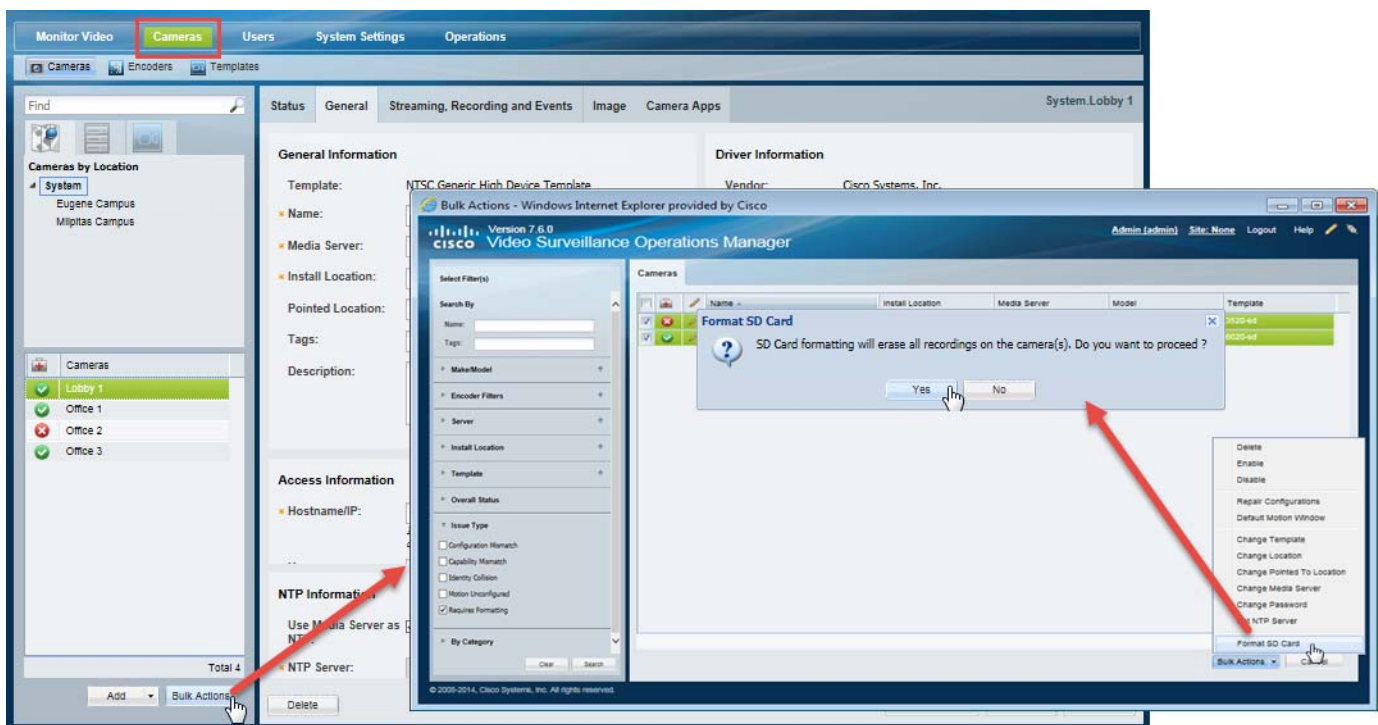 Monitor Video
Cameras
Users
System Settings
Operations
Cameras
Encoders
Templates
Find
Cameras by Location
System
Eugene Campus
Milpitas Campus
Cameras
Lobby 1
Office 1
Office 2
Office 3
Total 4
Add
Bulk Actions
Status
General
Streaming, Recording and Events
Image
Camera Apps
System.Lobby 1
General Information
Template:
NTSC Generic High Device Template
* Name:
* Media Server:
* Install Location:
Pointed Location:
Tags:
Description:
Access Information
* Hostname/IP:
NTP Information
Use Media Server as
* NTP Server:
Delete
Driver Information
Vendor:
Cisco Systems, Inc.
Bulk Actions - Windows Internet Explorer provided by Cisco
CISCO
Version 7.6.0
Video Surveillance Operations Manager
Admin (admin)
Site: None
Logout
Help
Select Filter(s)
Search By
Name:
Tags:
Make/Model
Encoder Filters
Server
Install Location
Template
Overall Status
Issue Type
Configuration Mismatch
Capability Mismatch
Identity Collision
Motion Unconfigured
Requires Formatting
By Category
Clear
Search
Cameras
Name
Install Location
Media Server
Model
Template
3520-ed
6020-ed
Format SD Card
SD Card formatting will erase all recordings on the camera(s). Do you want to proceed ?
Yes
No
Delete
Enable
Disable
Repair Configurations
Default Motion Window
Change Template
Change Location
Change Pointed To Location
Change Media Server
Change Password
NTP Server
Format SD Card
Bulk Actions
© 2008-2014, Cisco Systems, Inc. All rights reserved.